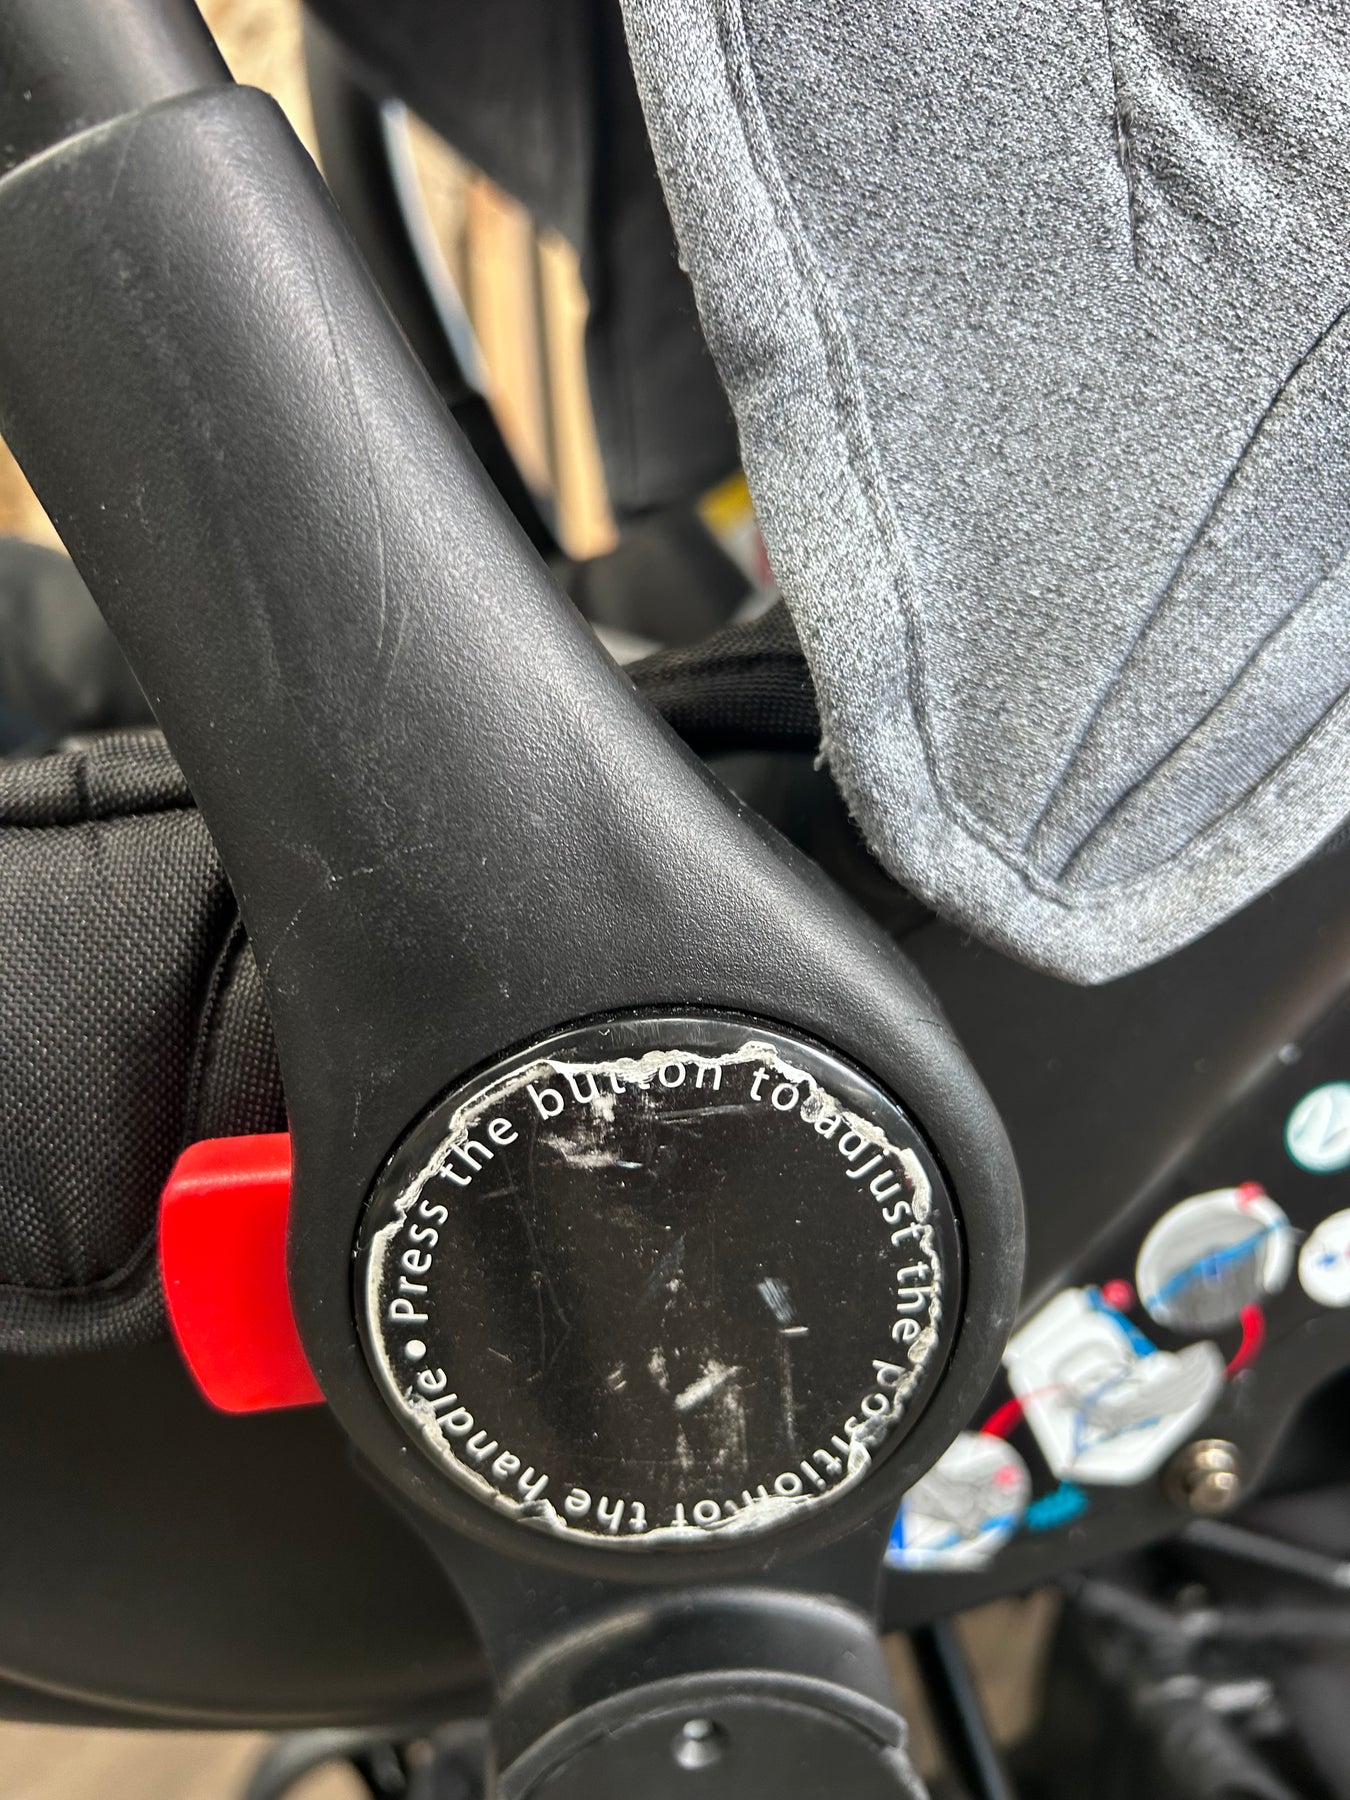 • Press the button to adjust the position of the handle